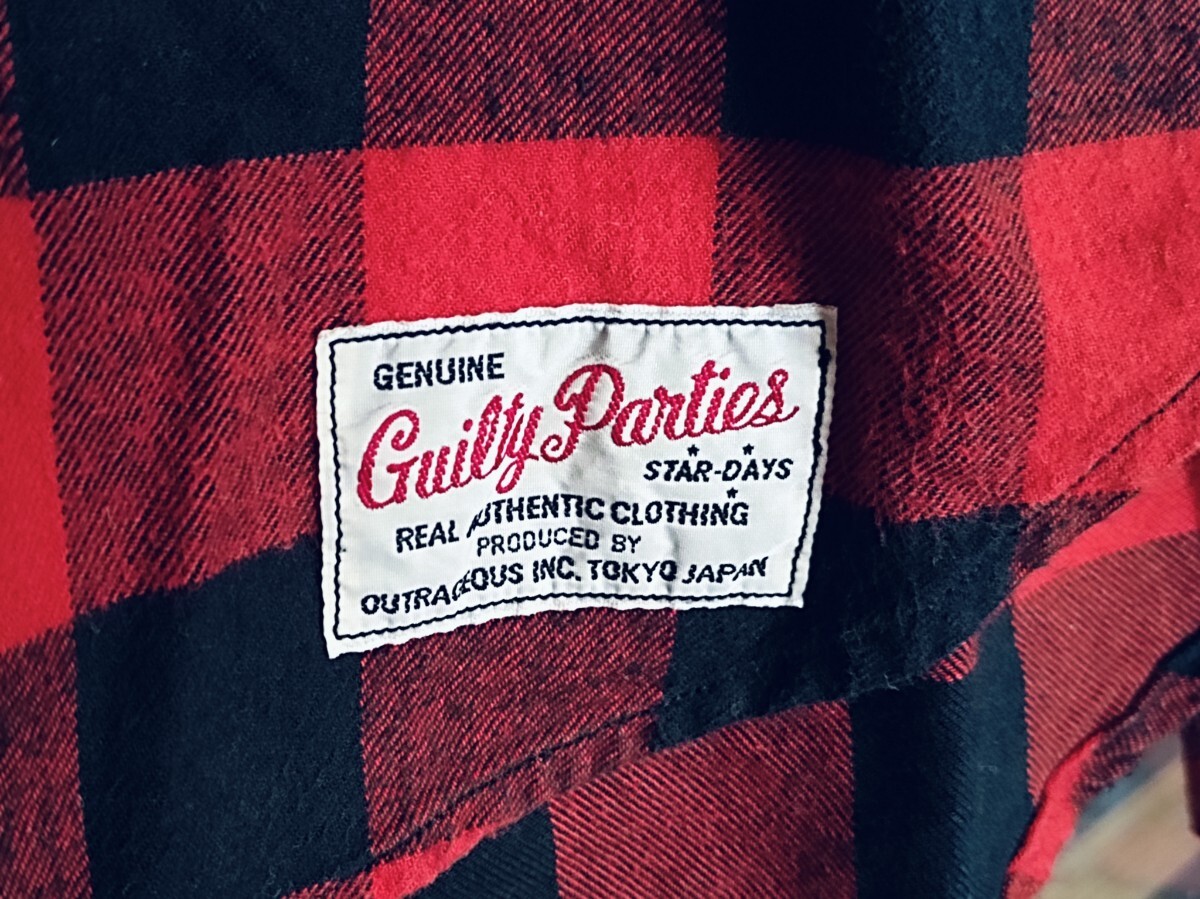 GENUINE
Guilty Parties
STAR-DAYS
REAL AUTHENTIC CLOTHING
PRODUCED BY
OUTRAGEOUS INC. TOKYO JAPAN